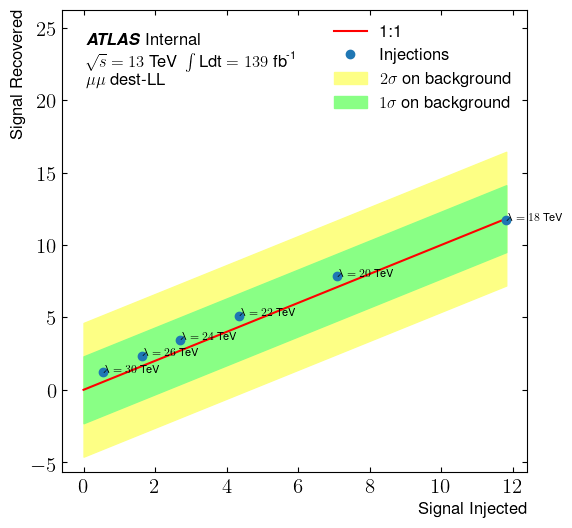 ATLAS Internal
√s = 13 TeV ∫ Ldt = 139 fb⁻¹
μμ dest-LL
1:1
Injections
2σ on background
1σ on background
Signal Recovered
25
20
15
10
5
0
−5
λ = 18 TeV
λ = 20 TeV
λ = 22 TeV
λ = 24 TeV
λ = 26 TeV
λ = 30 TeV
0 2 4 6 8 10 12
Signal Injected